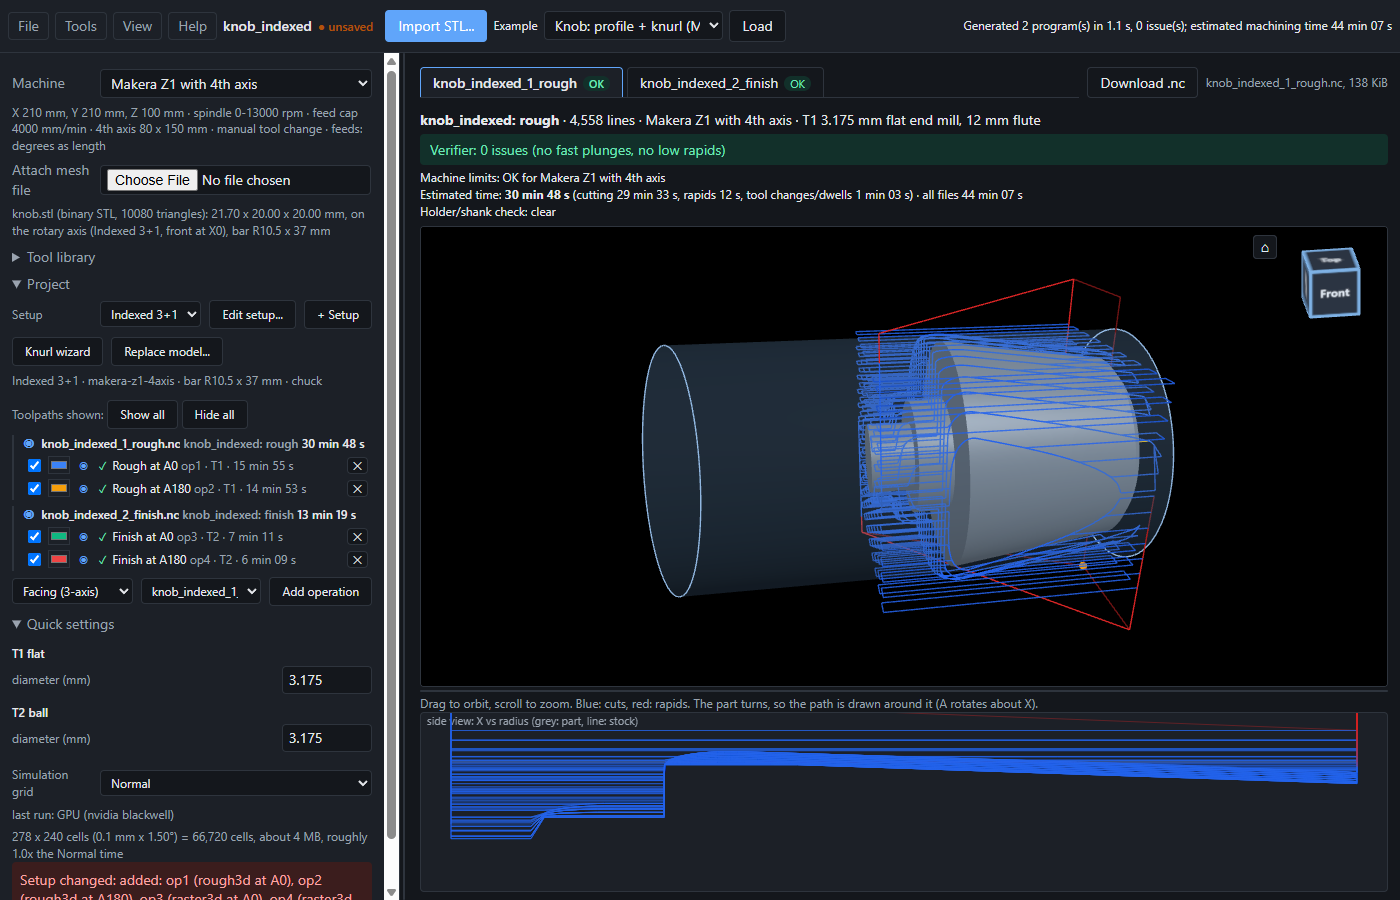 File
Tools
View
Help
knob_indexed
• unsaved
Import STL...
Example
Knob: profile + knurl (M
Load
Generated 2 program(s) in 1.1 s, 0 issue(s); estimated machining time 44 min 07 s
Machine
Makera Z1 with 4th axis
X 210 mm, Y 210 mm, Z 100 mm · spindle 0-13000 rpm · feed cap
4000 mm/min · 4th axis 80 x 150 mm · manual tool change · feeds:
degrees as length
Attach mesh
file
Choose File
No file chosen
knob.stl (binary STL, 10080 triangles): 21.70 x 20.00 x 20.00 mm, on
the rotary axis (Indexed 3+1, front at X0), bar R10.5 x 37 mm
Tool library
Project
Setup
Indexed 3+1
Edit setup...
+ Setup
Knurl wizard
Replace model...
Indexed 3+1 · makera-z1-4axis · bar R10.5 x 37 mm · chuck
Toolpaths shown:
Show all
Hide all
knob_indexed_1_rough.nc knob_indexed: rough 30 min 48 s
✓ Rough at A0 op1 · T1 · 15 min 55 s
✓ Rough at A180 op2 · T1 · 14 min 53 s
knob_indexed_2_finish.nc knob_indexed: finish 13 min 19 s
✓ Finish at A0 op3 · T2 · 7 min 11 s
✓ Finish at A180 op4 · T2 · 6 min 09 s
Facing (3-axis)
knob_indexed_1_
Add operation
Quick settings
T1 flat
diameter (mm)
3.175
T2 ball
diameter (mm)
3.175
Simulation
grid
Normal
last run: GPU (nvidia blackwell)
278 x 240 cells (0.1 mm x 1.50°) = 66,720 cells, about 4 MB, roughly
1.0x the Normal time
Setup changed: added: op1 (rough3d at A0), op2
(rough3d at A180), op3 (raster3d at A0), op4 (raster3d
knob_indexed_1_rough OK
knob_indexed_2_finish OK
Download .nc
knob_indexed_1_rough.nc, 138 KiB
knob_indexed: rough · 4,558 lines · Makera Z1 with 4th axis · T1 3.175 mm flat end mill, 12 mm flute
Verifier: 0 issues (no fast plunges, no low rapids)
Machine limits: OK for Makera Z1 with 4th axis
Estimated time: 30 min 48 s (cutting 29 min 33 s, rapids 12 s, tool changes/dwells 1 min 03 s) · all files 44 min 07 s
Holder/shank check: clear
Top
Front
Drag to orbit, scroll to zoom. Blue: cuts, red: rapids. The part turns, so the path is drawn around it (A rotates about X).
side view: X vs radius (grey: part, line: stock)